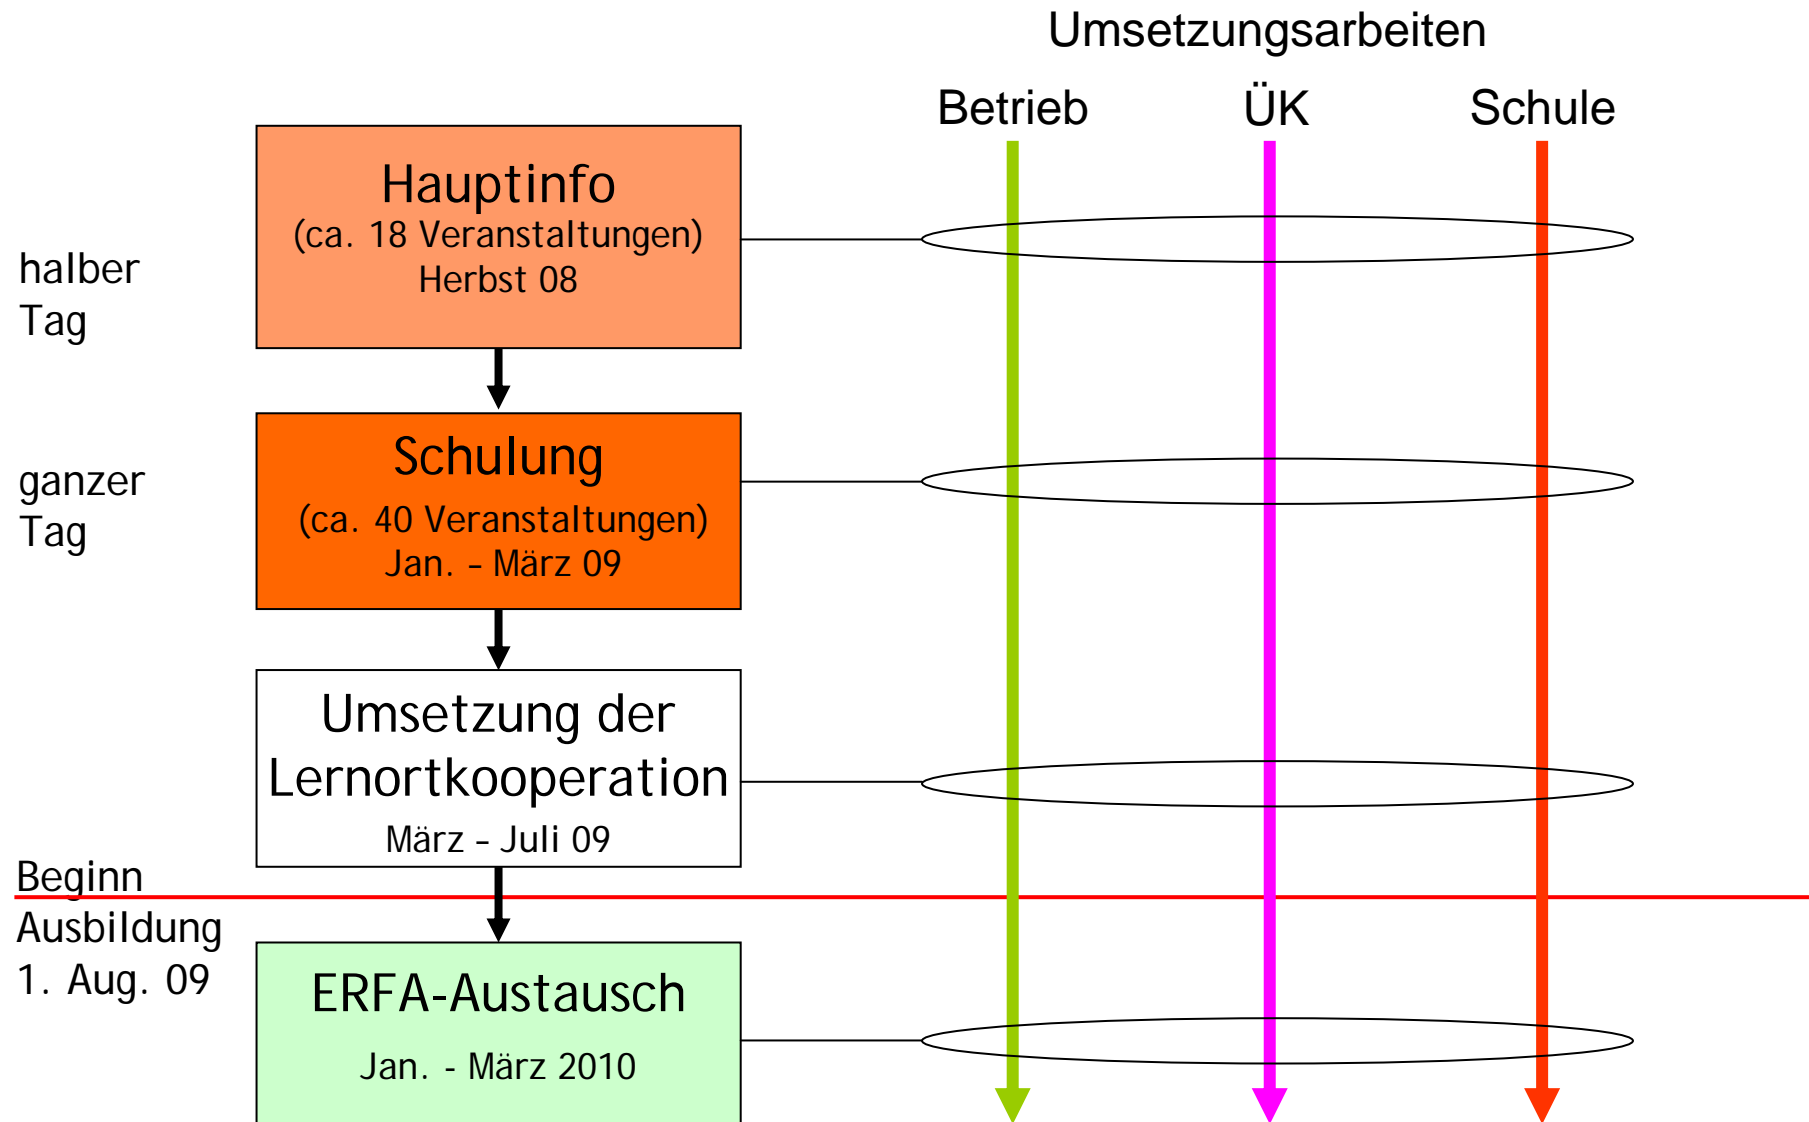 Umsetzungsarbeiten
Betrieb ÜK Schule
Hauptinfo
(ca. 18 Veranstaltungen)
Herbst 08
halber
Tag
Schulung
(ca. 40 Veranstaltungen)
Jan. – März 09
ganzer
Tag
Umsetzung der
Lernortkooperation
März – Juli 09
Beginn
Ausbildung
1. Aug. 09
ERFA-Austausch
Jan. - März 2010